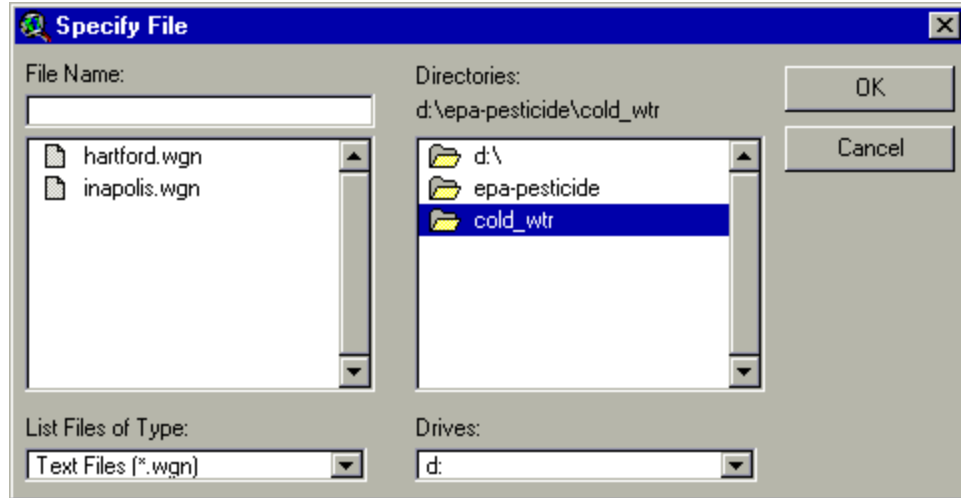 Specify File
File Name:
hartford.wgn
inapolis.wgn
List Files of Type:
Text Files (*.wgn)
Directories:
d:\epa-pesticide\cold_wtr
d:\
epa-pesticide
cold_wtr
Drives:
d:
OK
Cancel